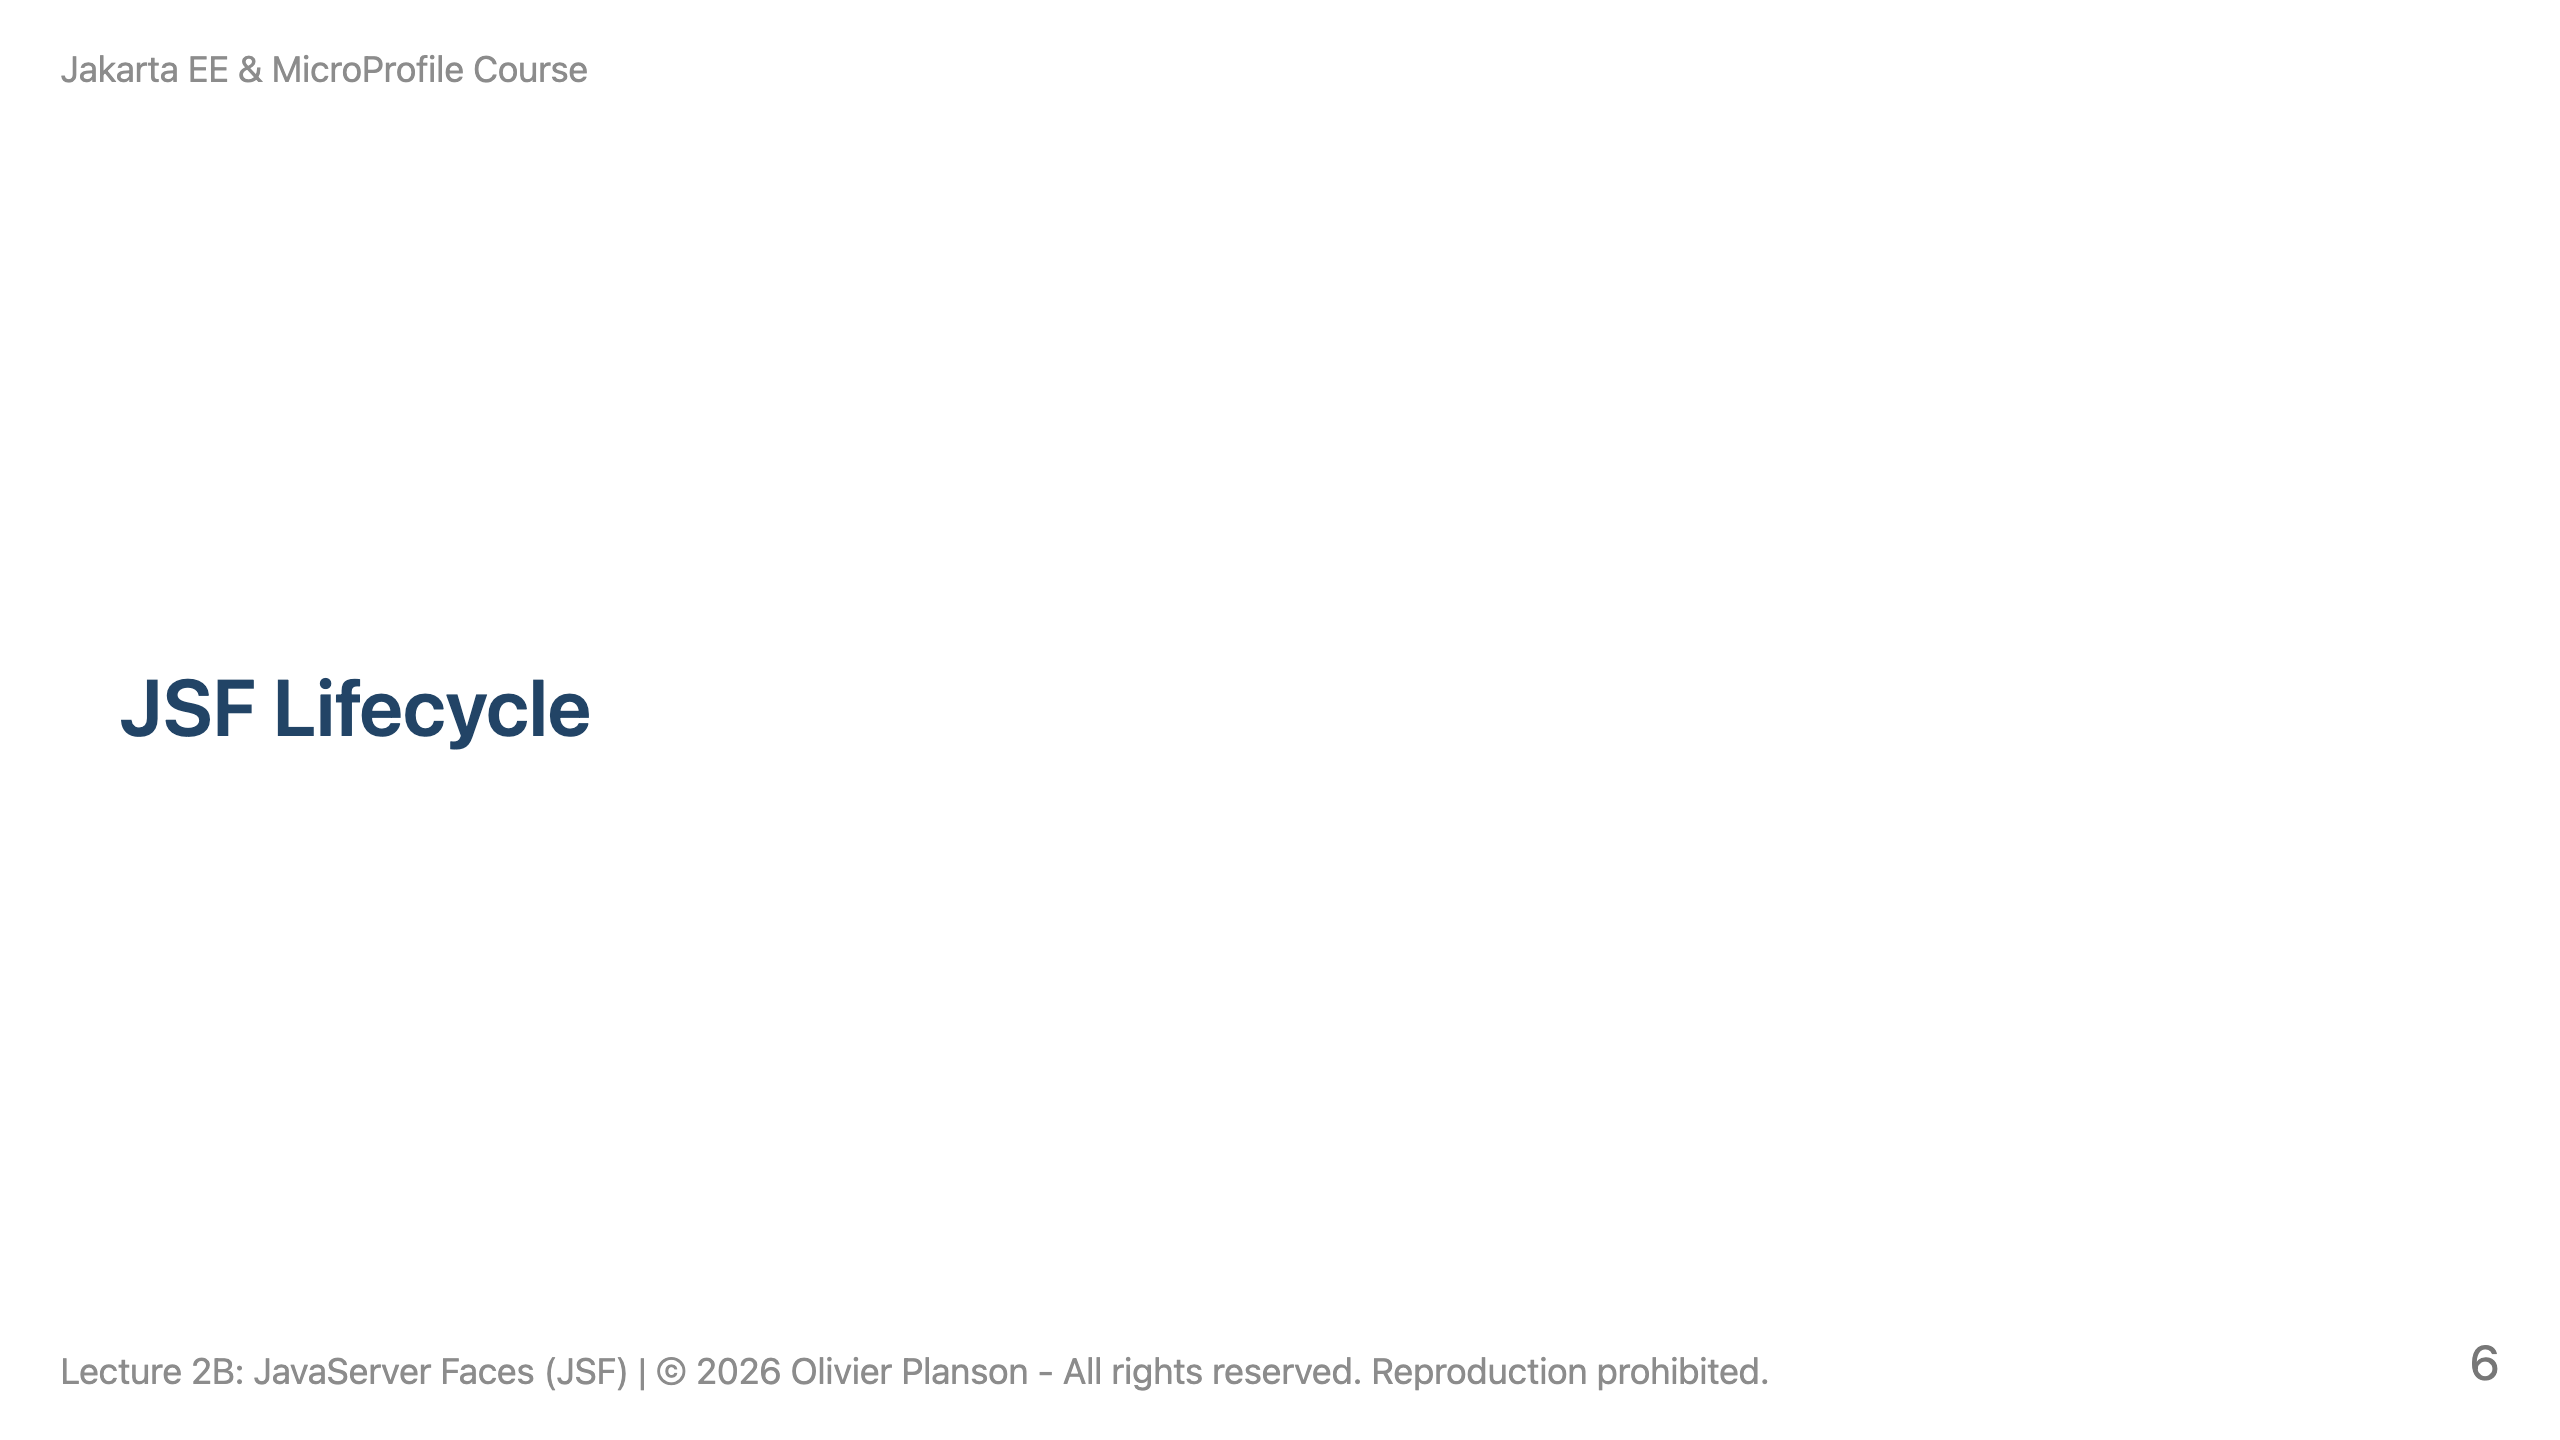 Jakarta EE & MicroProfile Course
JSF Lifecycle
Lecture 2B: JavaServer Faces (JSF) | © 2026 Olivier Planson - All rights reserved. Reproduction prohibited.
6